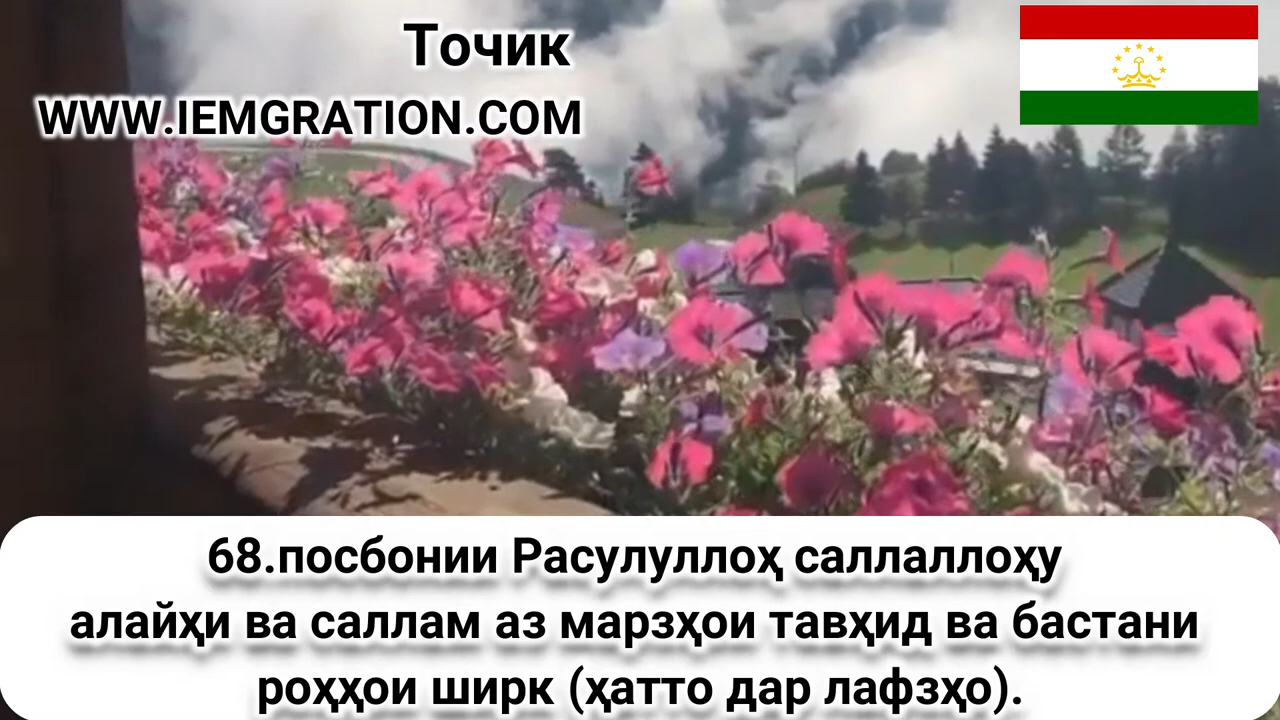 Точик
WWW.IEMGRATION.COM
68.посбонии Расулуллоҳ саллаллоҳу
алайҳи ва саллам аз марзҳои тавҳид ва бастани
роҳҳои ширк (ҳатто дар лафзҳо).